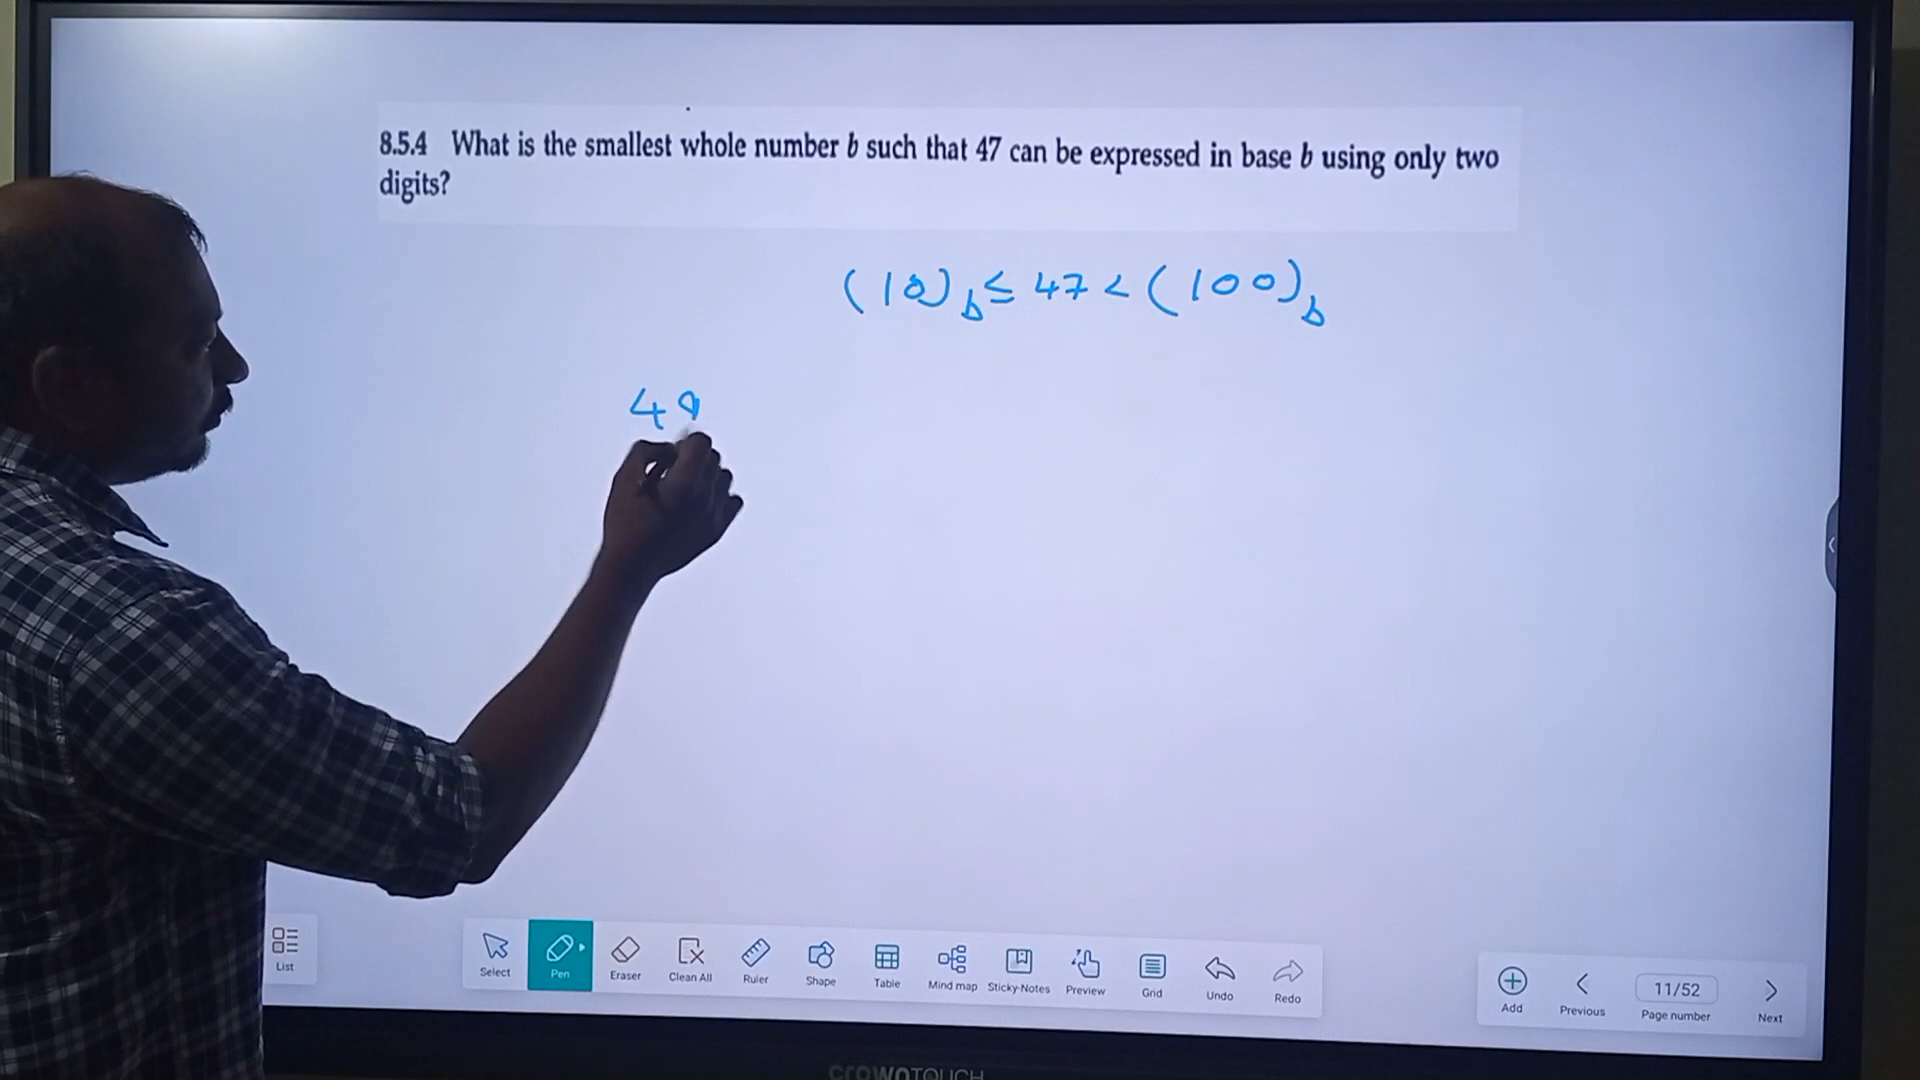 8.5.4 What is the smallest whole number b such that 47 can be expressed in base b using only two
digits?
(10)b ≤ 47 < (100)b
49
List
Select
Pen
Eraser
Clean All
Ruler
Shape
Table
Mind map
Sticky-Notes
Preview
Grid
Undo
Redo
Add
Previous
11/52
Page number
Next
CROWNTOUCH